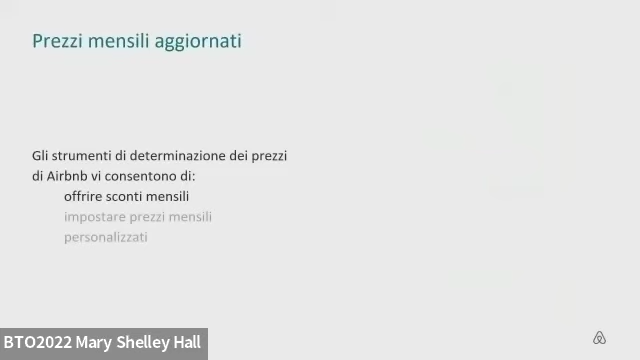 Prezzi mensili aggiornati
Gli strumenti di determinazione dei prezzi
di Airbnb vi consentono di:
offrire sconti mensili
impostare prezzi mensili
personalizzati
BTO2022 Mary Shelley Hall